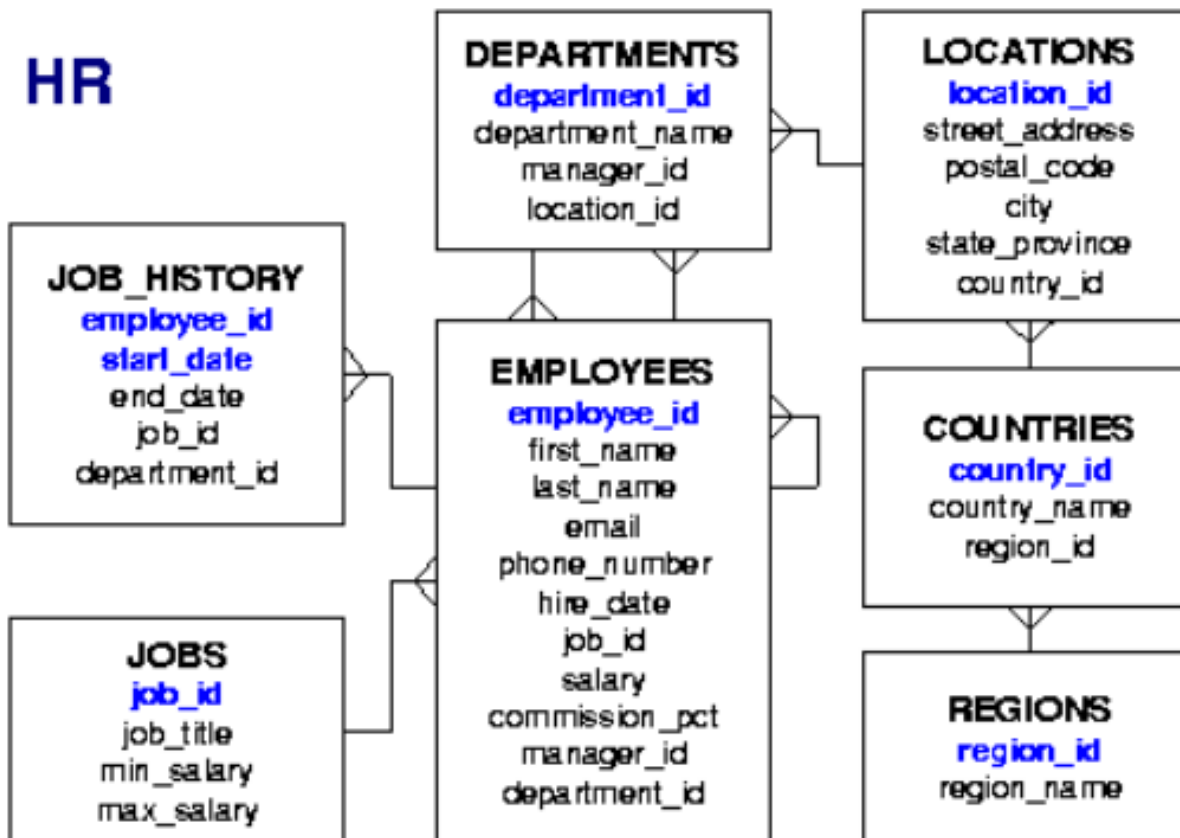 HR
DEPARTMENTS
department_id
department_name
manager_id
location_id
LOCATIONS
location_id
street_address
postal_code
city
state_province
country_id
JOB_HISTORY
employee_id
start_date
end_date
job_id
department_id
EMPLOYEES
employee_id
first_name
last_name
email
phone_number
hire_date
job_id
salary
commission_pct
manager_id
department_id
COUNTRIES
country_id
country_name
region_id
JOBS
job_id
job_title
min_salary
max_salary
REGIONS
region_id
region_name